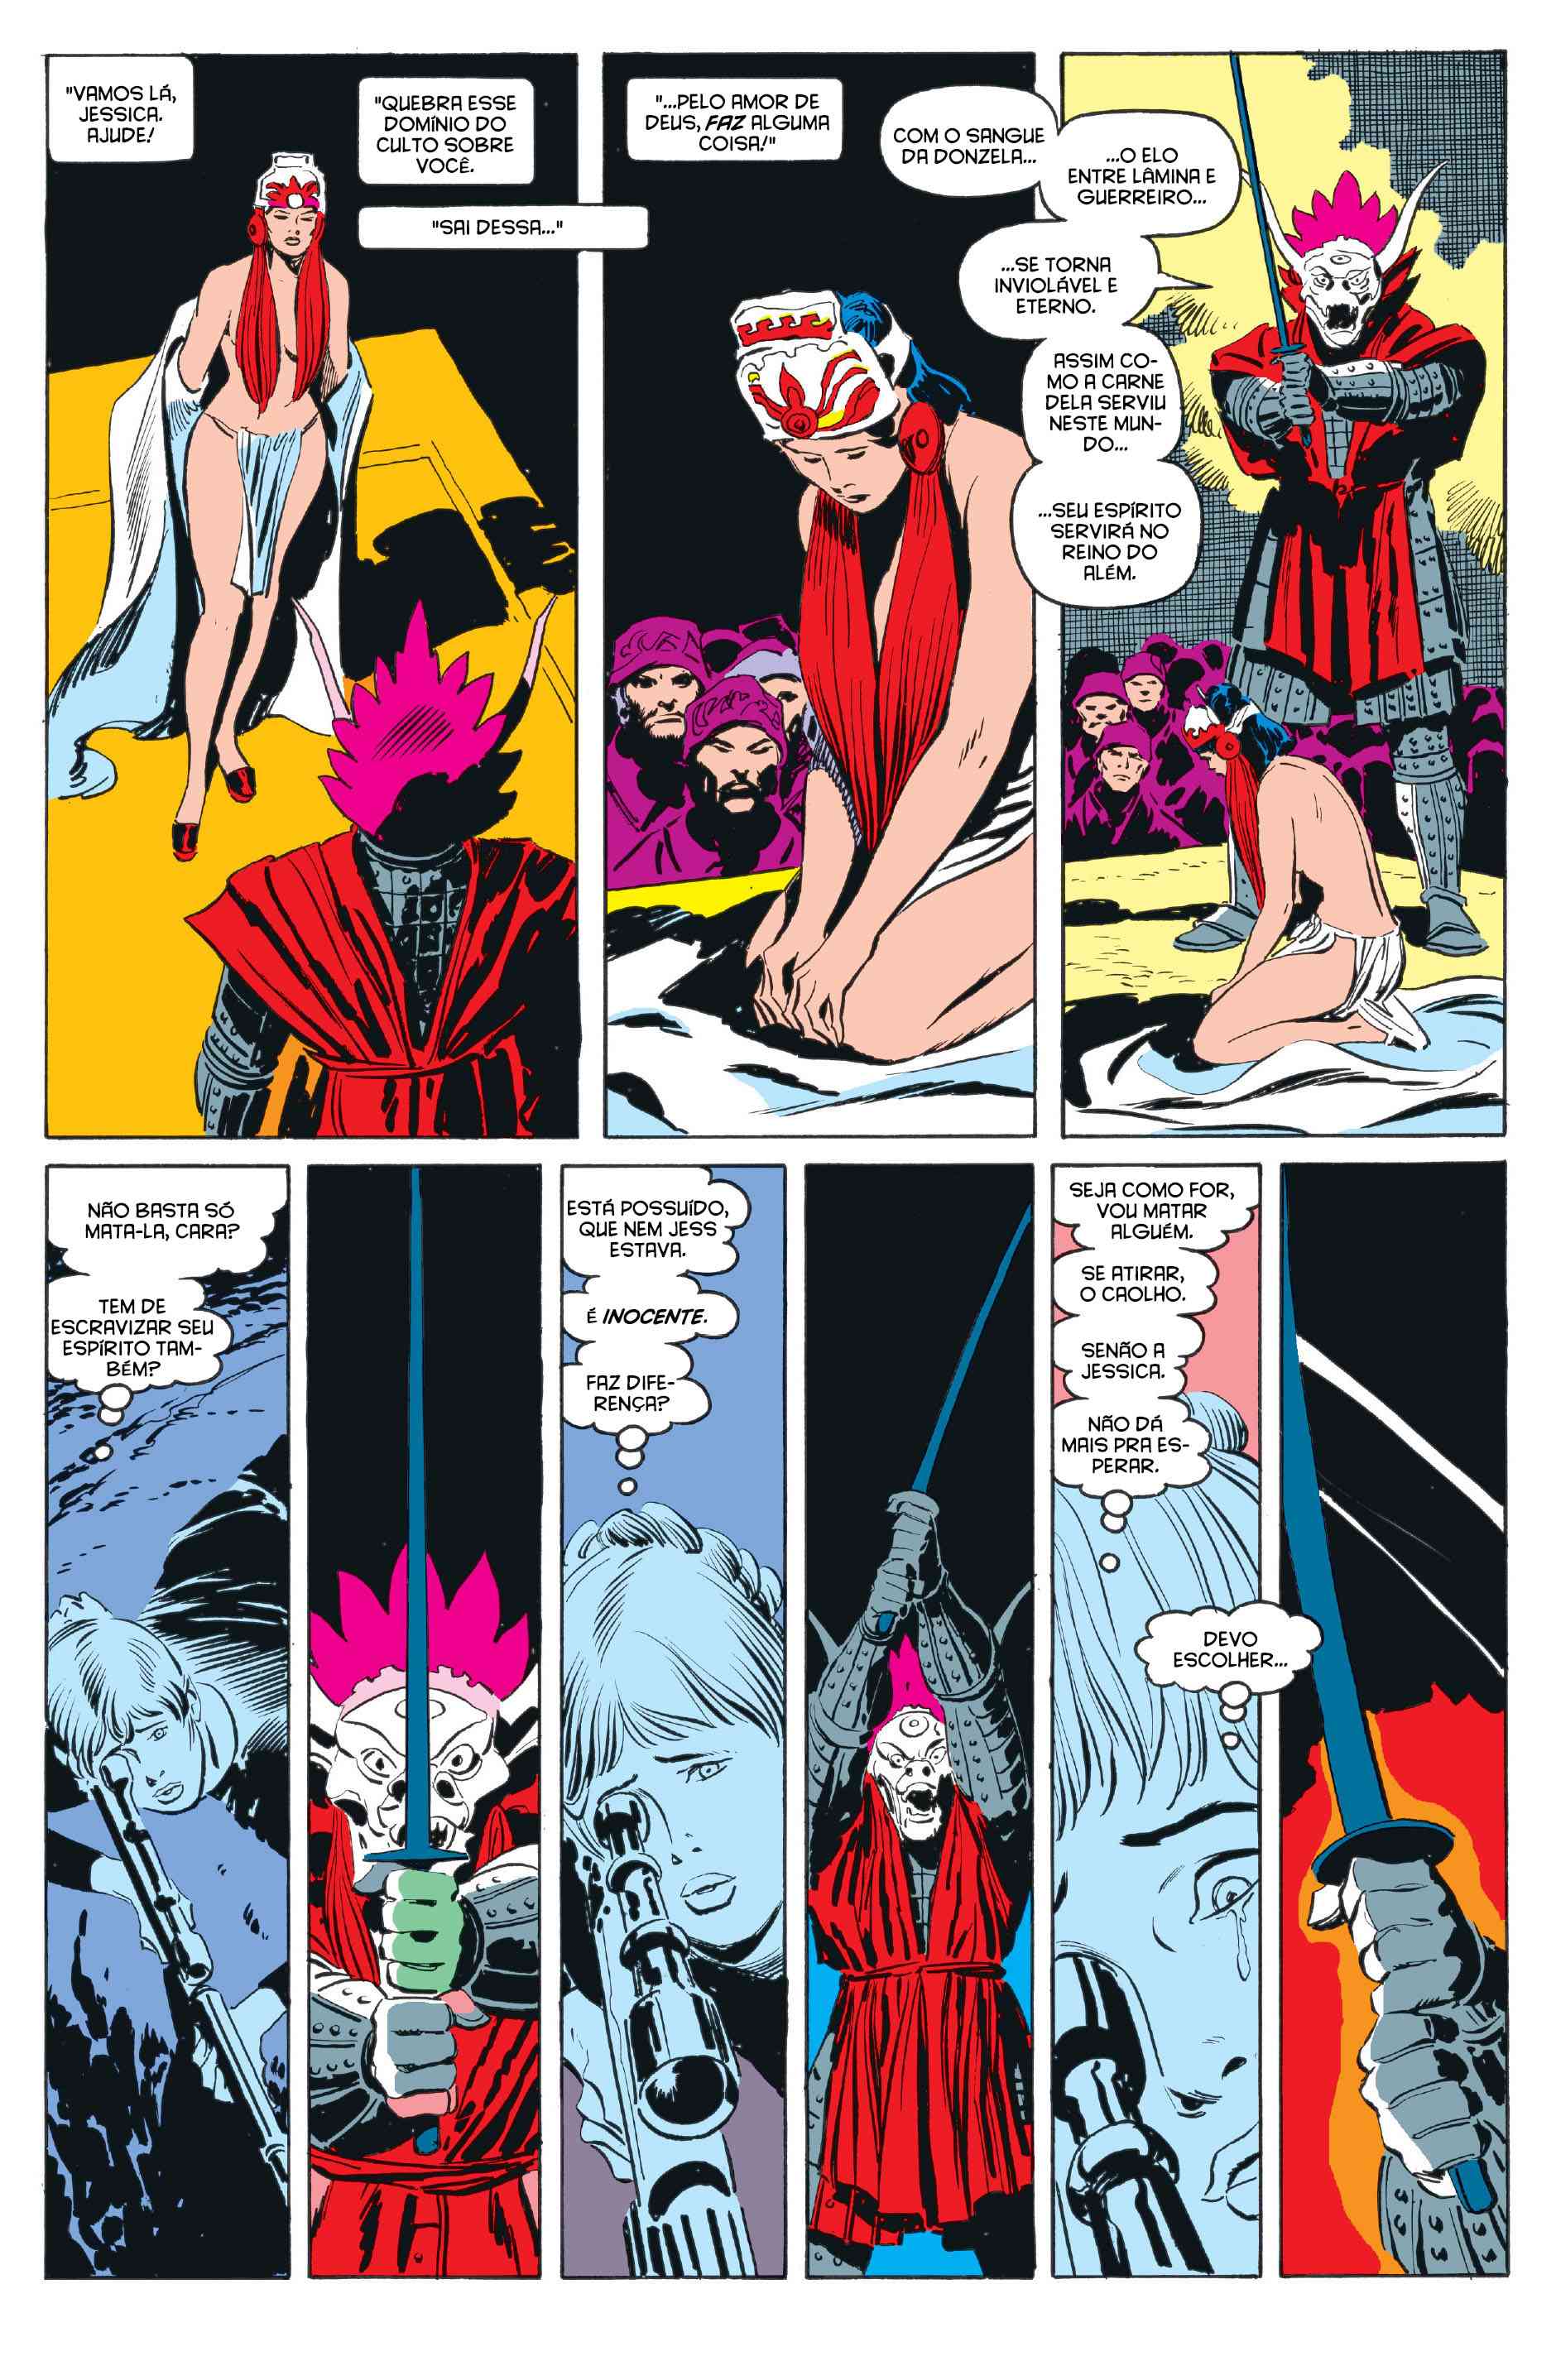 "VAMOS LÁ,
JESSICA.
AJUDE!
"QUEBRA ESSE
DOMÍNIO DO
CULTO SOBRE
VOCÊ.
"SAI DESSA..."
"...PELO AMOR DE
DEUS, FAZ ALGUMA
COISA!"
COM O SANGUE
DA DONZELA...
...O ELO
ENTRE LÂMINA E
GUERREIRO...
...SE TORNA
INVIOLÁVEL E
ETERNO.
ASSIM CO-
MO A CARNE
DELA SERVIU
NESTE MUN-
DO...
...SEU ESPÍRITO
SERVIRÁ NO
REINO DO
ALÉM.
NÃO BASTA SÓ
MATA-LA, CARA?
TEM DE
ESCRAVIZAR SEU
ESPÍRITO TAM-
BÉM?
ESTÁ POSSUÍDO,
QUE NEM JESS
ESTAVA.
É INOCENTE.
FAZ DIFE-
RENÇA?
SEJA COMO FOR,
VOU MATAR
ALGUÉM.
SE ATIRAR,
O CAOLHO.
SENÃO A
JESSICA.
NÃO DÁ
MAIS PRA ES-
PERAR.
DEVO
ESCOLHER...